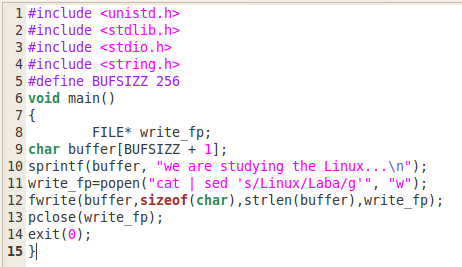 1 #include <unistd.h>
2 #include <stdlib.h>
3 #include <stdio.h>
4 #include <string.h>
5 #define BUFSIZZ 256
6 void main()
7 {
8         FILE* write_fp;
9 char buffer[BUFSIZZ + 1];
10 sprintf(buffer, "we are studying the Linux...\n");
11 write_fp=popen("cat | sed 's/Linux/Laba/g'", "w");
12 fwrite(buffer,sizeof(char),strlen(buffer),write_fp);
13 pclose(write_fp);
14 exit(0);
15 }